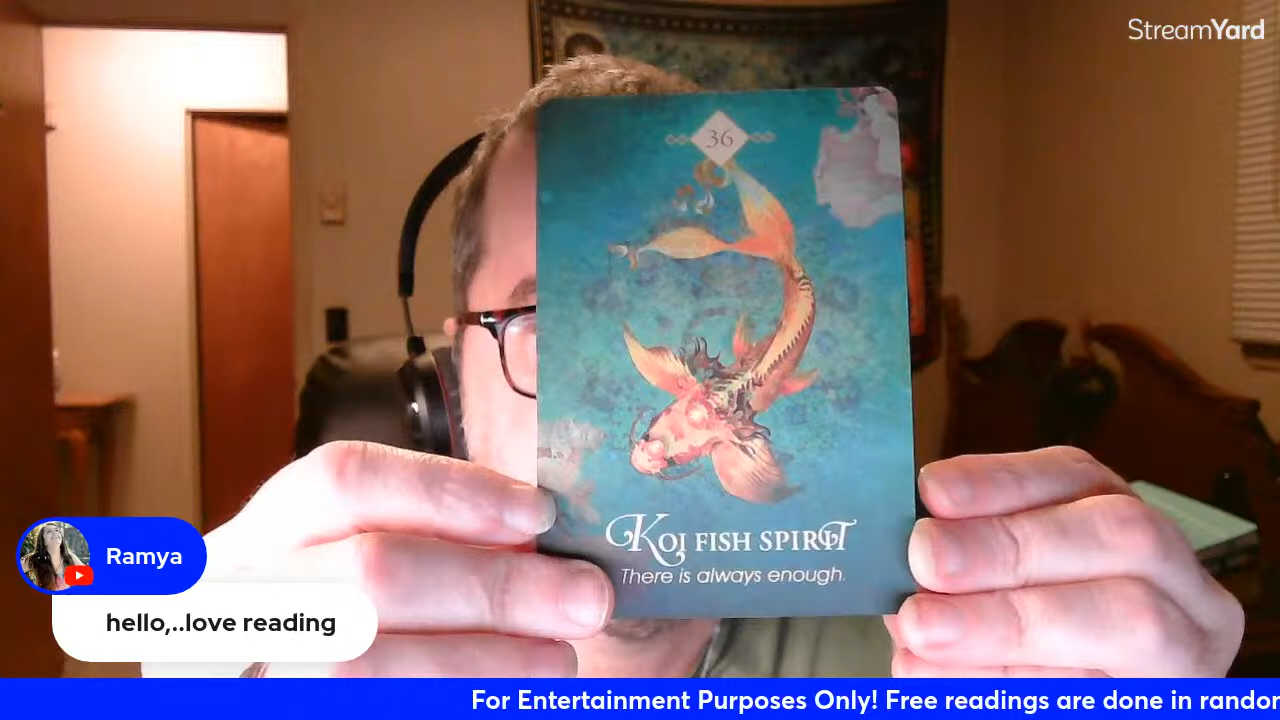 StreamYard
36
Koi FISH SPIRIT
There is always enough.
Ramya
hello,..love reading
For Entertainment Purposes Only! Free readings are done in randor